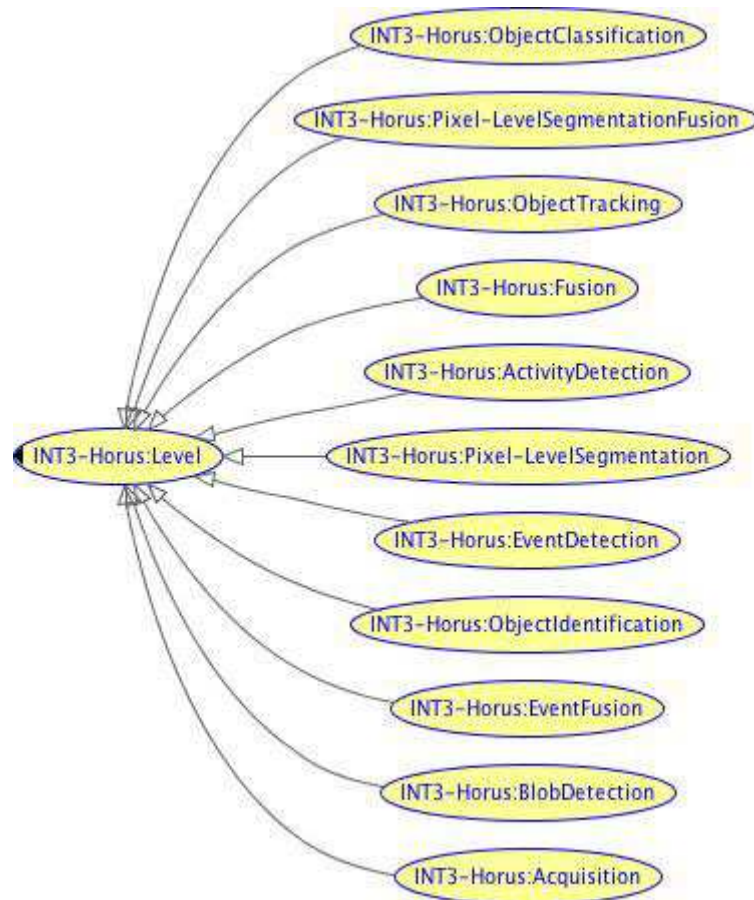 INT3-Horus:ObjectClassification
INT3-Horus:Pixel-LevelSegmentationFusion
INT3-Horus:ObjectTracking
INT3-Horus:Fusion
INT3-Horus:ActivityDetection
INT3-Horus:Level
INT3-Horus:Pixel-LevelSegmentation
INT3-Horus:EventDetection
INT3-Horus:ObjectIdentification
INT3-Horus:EventFusion
INT3-Horus:BlobDetection
INT3-Horus:Acquisition